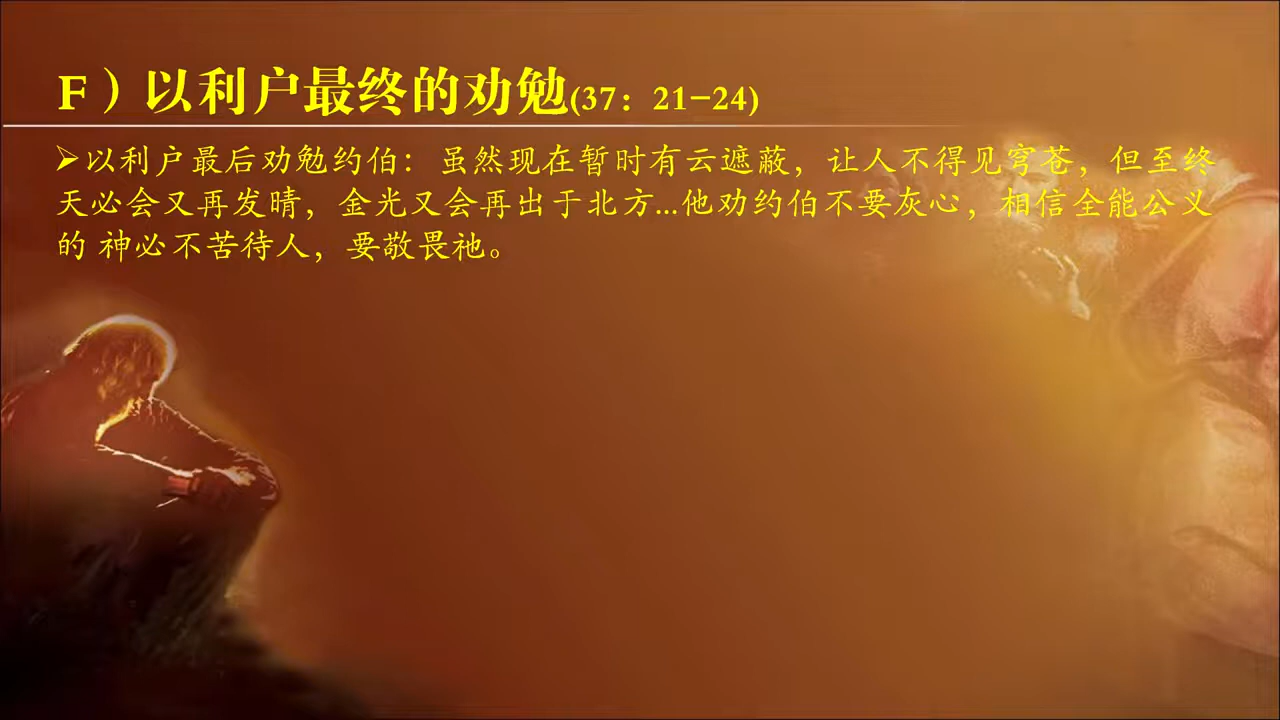 F）以利户最终的劝勉(37：21-24)
➢以利户最后劝勉约伯：虽然现在暂时有云遮蔽，让人不得见穹苍，但至终
天必会又再发晴，金光又会再出于北方...他劝约伯不要灰心，相信全能公义
的 神必不苦待人，要敬畏祂。